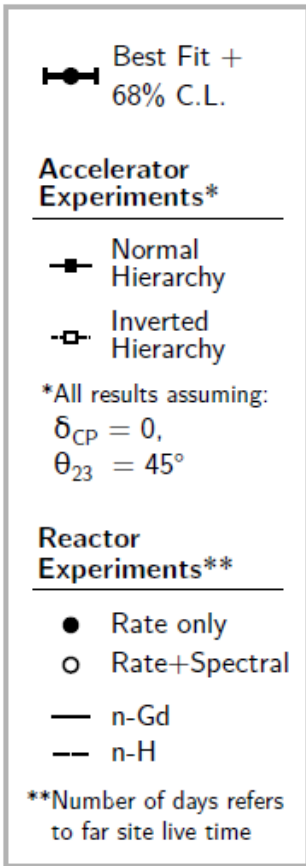 Best Fit +
68% C.L.
Accelerator
Experiments*
Normal
Hierarchy
Inverted
Hierarchy
*All results assuming:
δCP = 0,
θ23 = 45°
Reactor
Experiments**
Rate only
Rate+Spectral
n-Gd
n-H
**Number of days refers
to far site live time